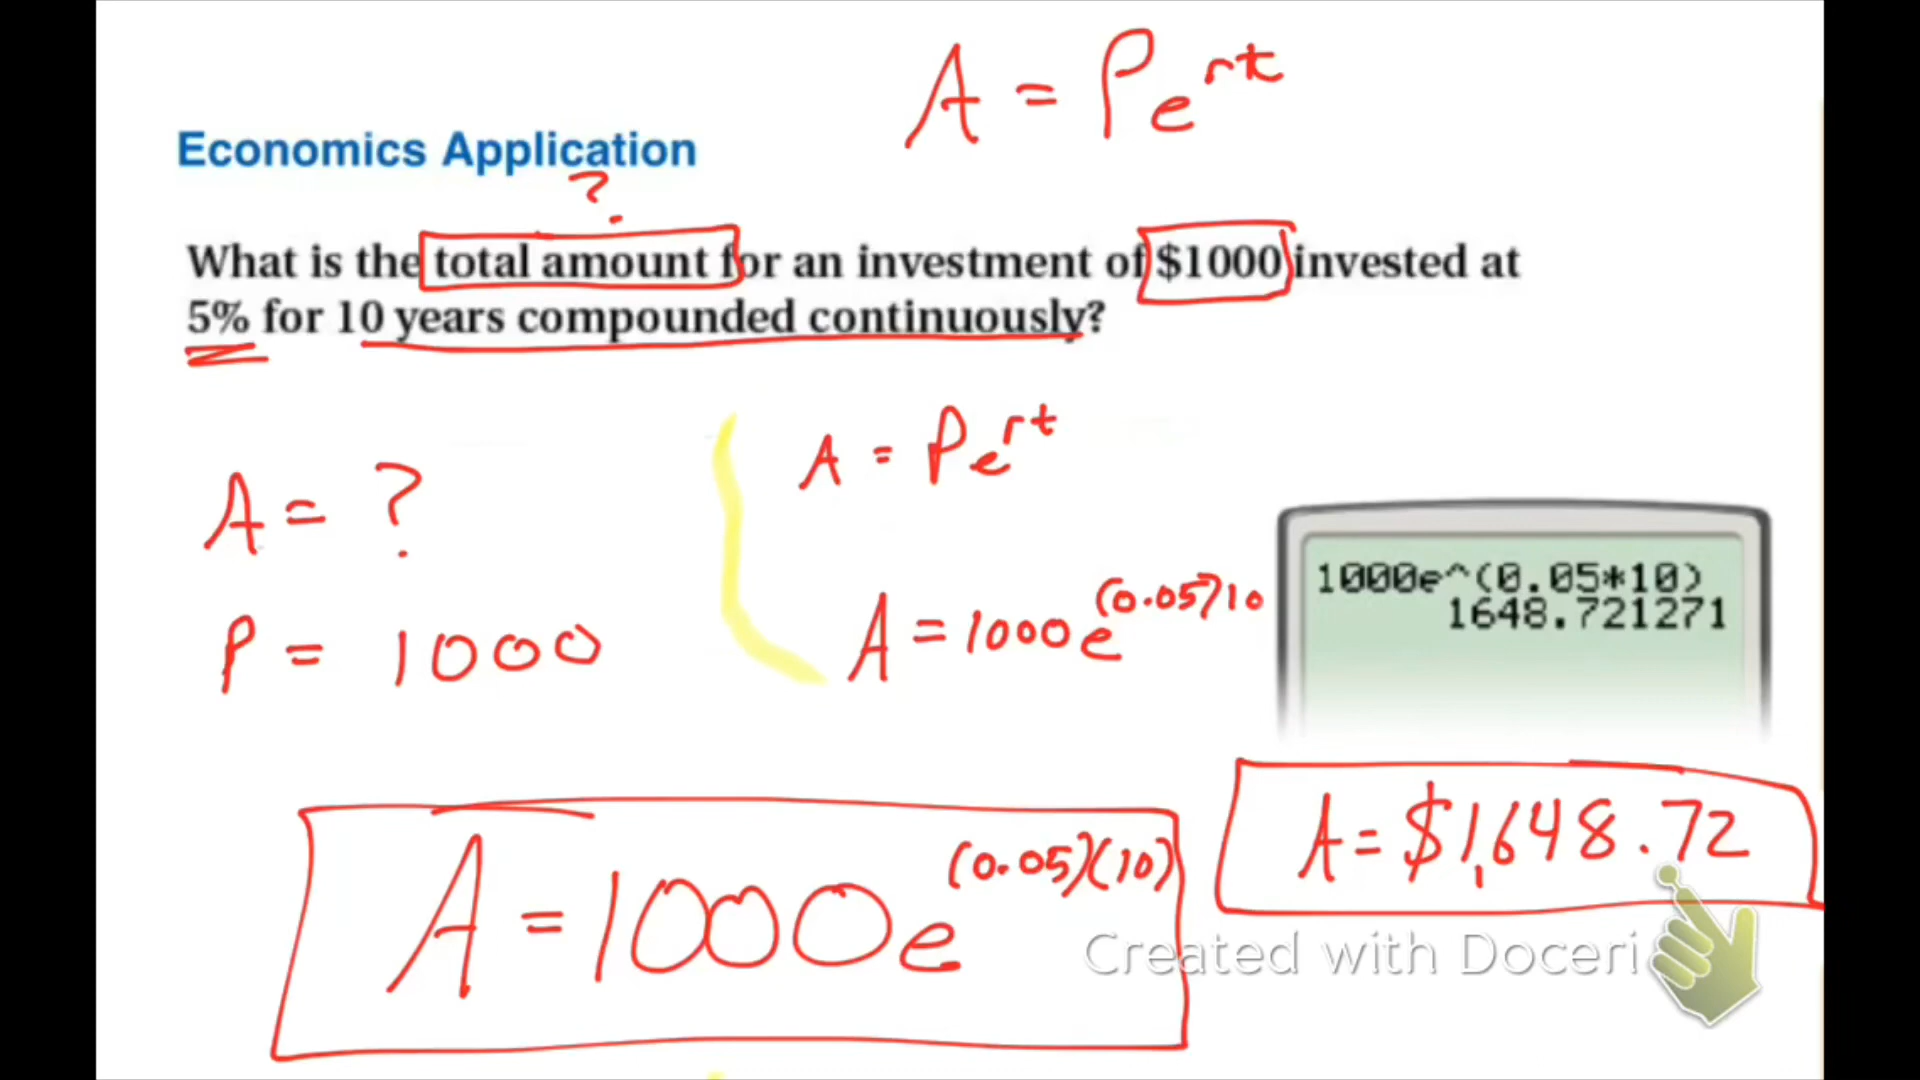 A = Pe^rt
Economics Application
?
What is the total amount for an investment of $1000 invested at
5% for 10 years compounded continuously?
A = Pe^rt
A = ?
A = 1000e^(0.05)10
P = 1000
1000e^(0.05*10)
1648.721271
A = $1,648.72
A = 1000e^(0.05)(10)
Created with Doceri